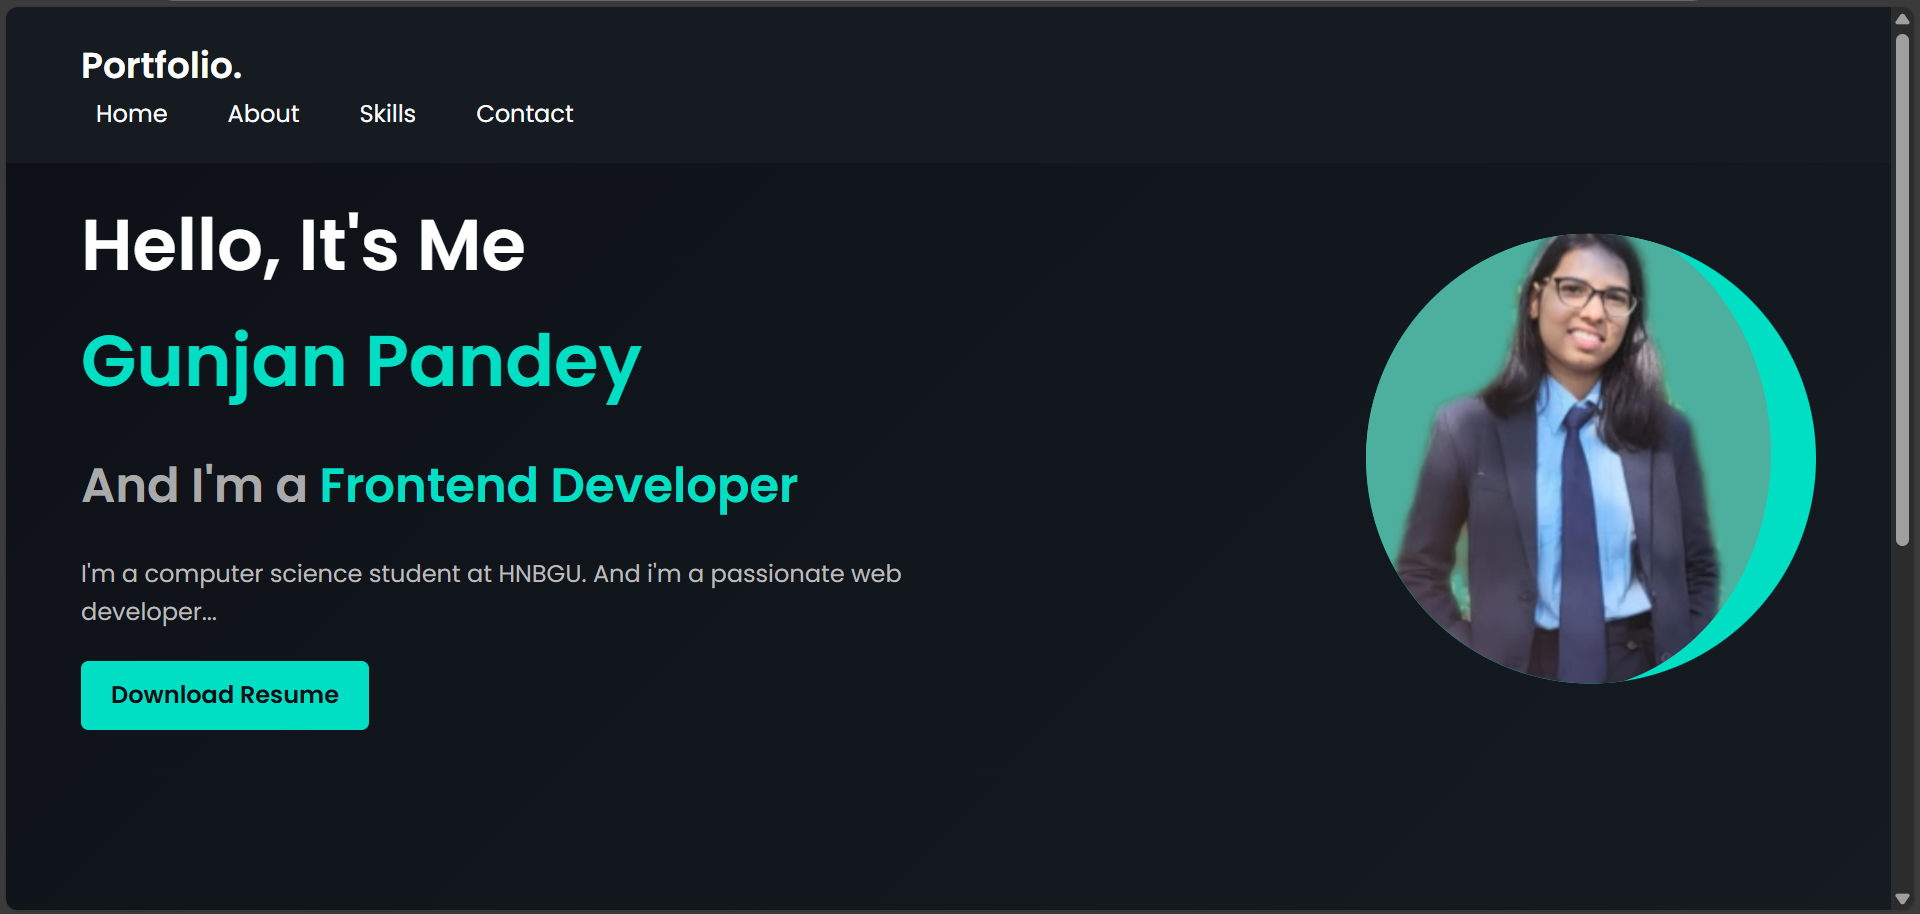 Portfolio.
Home About Skills Contact
Hello, It's Me
Gunjan Pandey
And I'm a Frontend Developer
I'm a computer science student at HNBGU. And i'm a passionate web
developer...
Download Resume